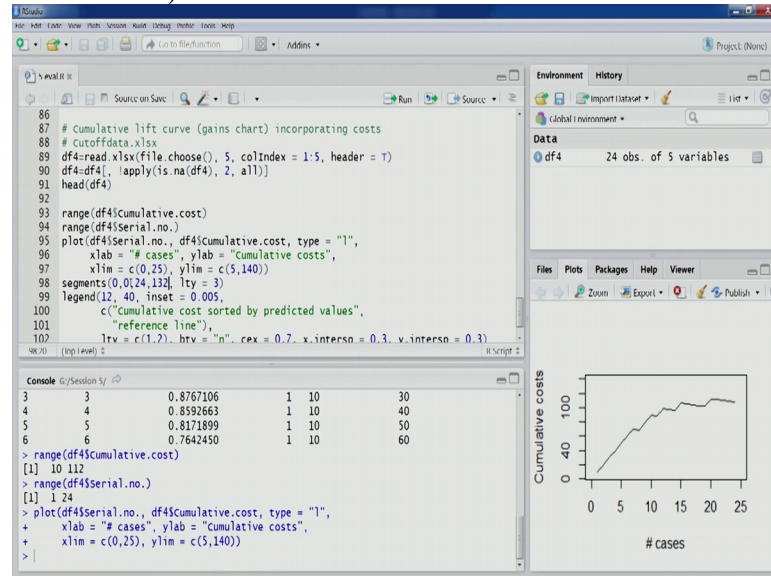 RStudio
File Edit Code View Plots Session Build Debug Profile Tools Help
Go to file/function Addins
Project: (None)
5 eval.R
Source on Save Run Source
86
87 # Cumulative lift curve (gains chart) incorporating costs
88 # Cutoffdata.xlsx
89 df4=read.xlsx(file.choose(), 5, colIndex = 1:5, header = T)
90 df4=df4[, !apply(is.na(df4), 2, all)]
91 head(df4)
92
93 range(df4$Cumulative.cost)
94 range(df4$Serial.no.)
95 plot(df4$Serial.no., df4$Cumulative.cost, type = "l",
96 xlab = "# cases", ylab = "Cumulative costs",
97 xlim = c(0,25), ylim = c(5,140))
98 segments(0,0,24,132, lty = 3)
99 legend(12, 40, inset = 0.005,
100 c("Cumulative cost sorted by predicted values",
101 "reference line"),
102 lty = c(1,2), bty = "n", cex = 0.7, x.intersp = 0.3, y.intersp = 0.3)
98:20 (Top Level) R Script
Console G:/Session 5/
3 3 0.8767106 1 10 30
4 4 0.8592663 1 10 40
5 5 0.8171899 1 10 50
6 6 0.7642450 1 10 60
> range(df4$Cumulative.cost)
[1] 10 112
> range(df4$Serial.no.)
[1] 1 24
> plot(df4$Serial.no., df4$Cumulative.cost, type = "l",
+ xlab = "# cases", ylab = "Cumulative costs",
+ xlim = c(0,25), ylim = c(5,140))
>
Environment History
Import Dataset List
Global Environment
Data
df4 24 obs. of 5 variables
Files Plots Packages Help Viewer
Zoom Export Publish
Cumulative costs
100
40
0
0 5 10 15 20 25
# cases